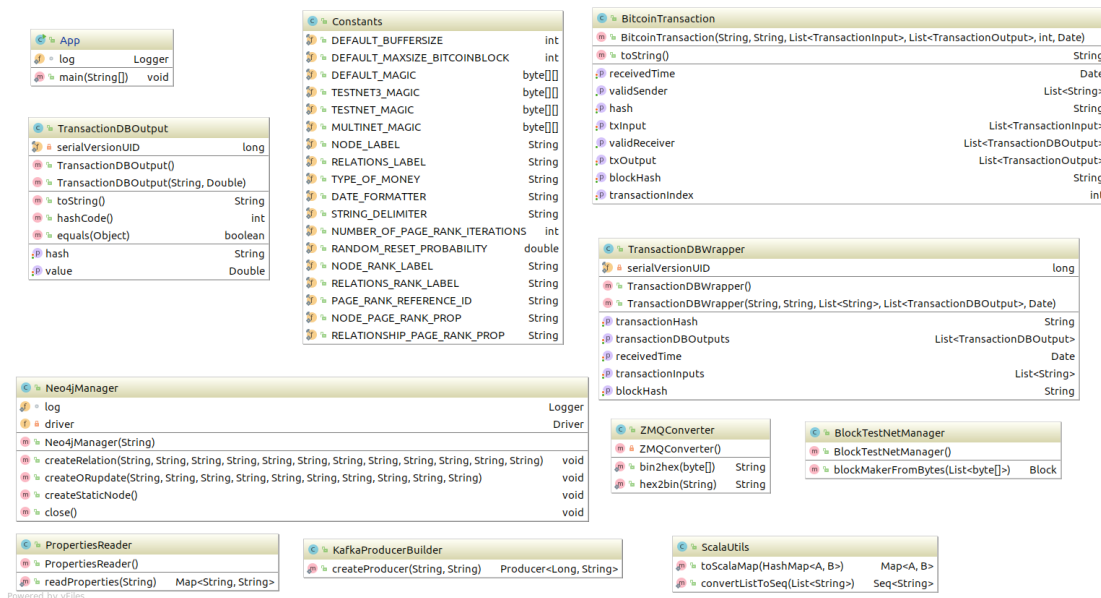 App
log Logger
main(String[]) void
TransactionDBOutput
serialVersionUID long
TransactionDBOutput()
TransactionDBOutput(String, Double)
toString() String
hashCode() int
equals(Object) boolean
hash String
value Double
Constants
DEFAULT_BUFFERSIZE int
DEFAULT_MAXSIZE_BITCOINBLOCK int
DEFAULT_MAGIC byte[][]
TESTNET3_MAGIC byte[][]
TESTNET_MAGIC byte[][]
MULTINET_MAGIC byte[][]
NODE_LABEL String
RELATIONS_LABEL String
TYPE_OF_MONEY String
DATE_FORMATTER String
STRING_DELIMITER String
NUMBER_OF_PAGE_RANK_ITERATIONS int
RANDOM_RESET_PROBABILITY double
NODE_RANK_LABEL String
RELATIONS_RANK_LABEL String
PAGE_RANK_REFERENCE_ID String
NODE_PAGE_RANK_PROP String
RELATIONSHIP_PAGE_RANK_PROP String
BitcoinTransaction
BitcoinTransaction(String, String, List<TransactionInput>, List<TransactionOutput>, int, Date)
toString() String
receivedTime Date
validSender List<String>
hash String
txInput List<TransactionInput>
validReceiver List<TransactionDBOutput>
txOutput List<TransactionOutput>
blockHash String
transactionIndex int
TransactionDBWrapper
serialVersionUID long
TransactionDBWrapper()
TransactionDBWrapper(String, String, List<String>, List<TransactionDBOutput>, Date)
transactionHash String
transactionDBOutputs List<TransactionDBOutput>
receivedTime Date
transactionInputs List<String>
blockHash String
Neo4jManager
log Logger
driver Driver
Neo4jManager(String)
createRelation(String, String, String, String, String, String, String, String, String, String, String) void
createORupdate(String, String, String, String, String, String, String, String, String) void
createStaticNode() void
close() void
ZMQConverter
ZMQConverter()
bin2hex(byte[]) String
hex2bin(String) String
BlockTestNetManager
BlockTestNetManager()
blockMakerFromBytes(List<byte[]>) Block
PropertiesReader
PropertiesReader()
readProperties(String) Map<String, String>
KafkaProducerBuilder
createProducer(String, String) Producer<Long, String>
ScalaUtils
toScalaMap(HashMap<A, B>) Map<A, B>
convertListToSeq(List<String>) Seq<String>
Powered by yFiles